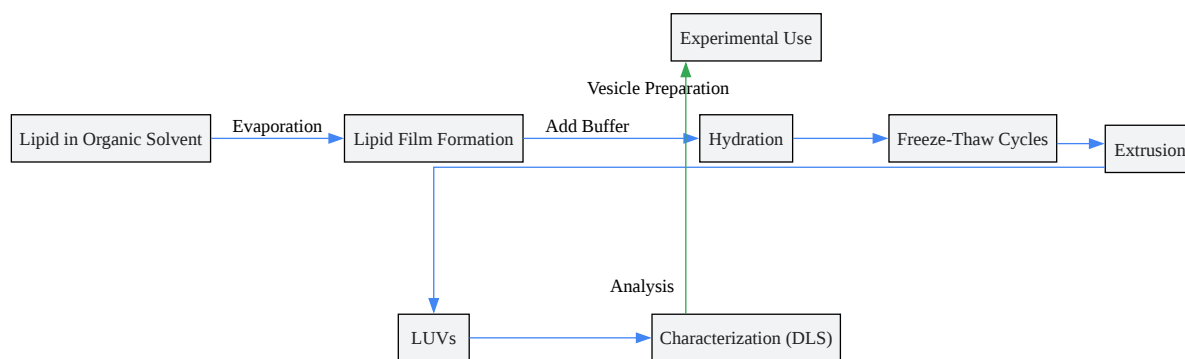 Experimental Use
Vesicle Preparation
Lipid in Organic Solvent
Evaporation
Lipid Film Formation
Add Buffer
Hydration
Freeze-Thaw Cycles
Extrusion
Analysis
LUVs
Characterization (DLS)